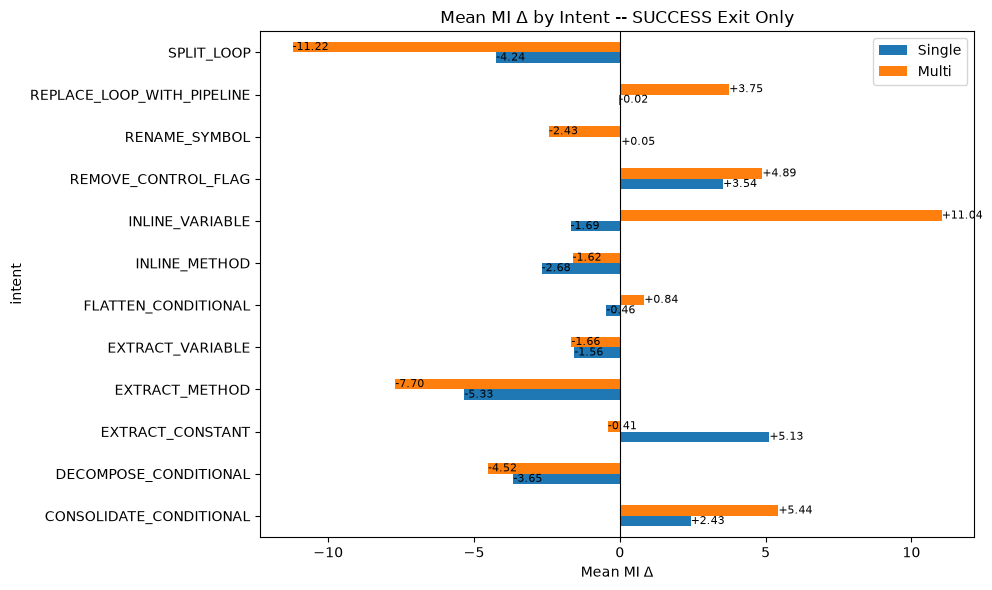 Mean MI Δ by Intent -- SUCCESS Exit Only
Single
Multi
intent
SPLIT_LOOP
-11.22
-4.24
REPLACE_LOOP_WITH_PIPELINE
+3.75
-0.02
RENAME_SYMBOL
-2.43
+0.05
REMOVE_CONTROL_FLAG
+4.89
+3.54
INLINE_VARIABLE
+11.04
-1.69
INLINE_METHOD
-1.62
-2.68
FLATTEN_CONDITIONAL
+0.84
-0.46
EXTRACT_VARIABLE
-1.66
-1.56
EXTRACT_METHOD
-7.70
-5.33
EXTRACT_CONSTANT
-0.41
+5.13
DECOMPOSE_CONDITIONAL
-4.52
-3.65
CONSOLIDATE_CONDITIONAL
+5.44
+2.43
−10 −5 0 5 10
Mean MI Δ